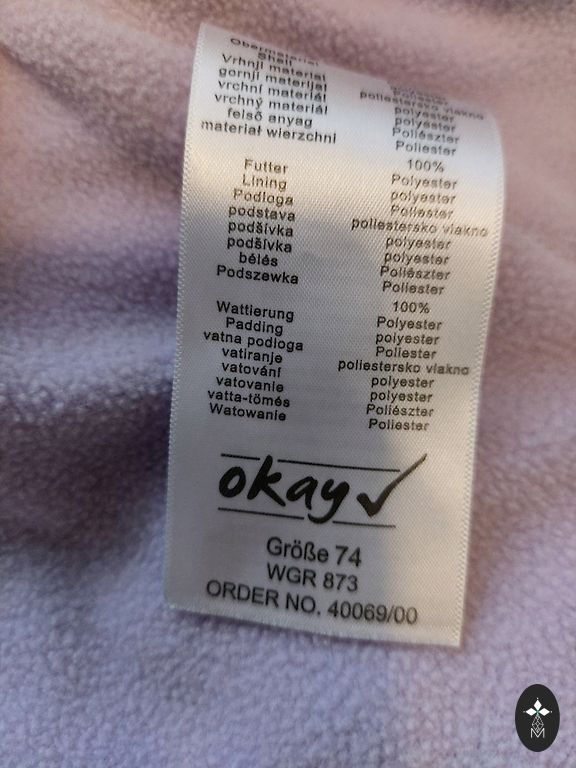 Obermaterial
Shell
Vrhnji material Polyester
gornji materijal poliestersko vlakno
vrchní materiál polyester
vrchný materiál polyester
felső anyag Poliészter
materiał wierzchni Poliester
Futter 100%
Lining Polyester
Podloga polyester
podstava Poliester
podšívka poliestersko vlakno
podšívka polyester
bélés polyester
Podszewka Poliészter
Poliester
Wattierung 100%
Padding Polyester
vatna podloga polyester
vatiranje Poliester
vatování poliestersko vlakno
vatovanie polyester
vatta-tömés polyester
Watowanie Poliészter
Poliester
okay
Größe 74
WGR 873
ORDER NO. 40069/00
M